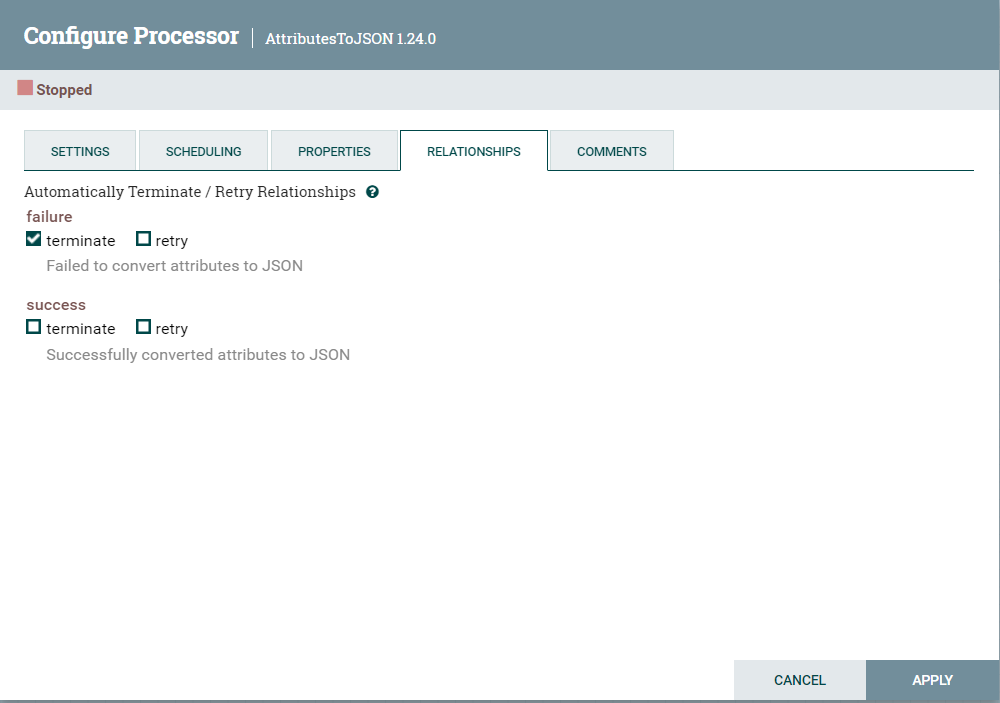 Configure Processor | AttributesToJSON 1.24.0
Stopped
SETTINGS SCHEDULING PROPERTIES RELATIONSHIPS COMMENTS
Automatically Terminate / Retry Relationships ?
failure
terminate retry
Failed to convert attributes to JSON
success
terminate retry
Successfully converted attributes to JSON
CANCEL APPLY